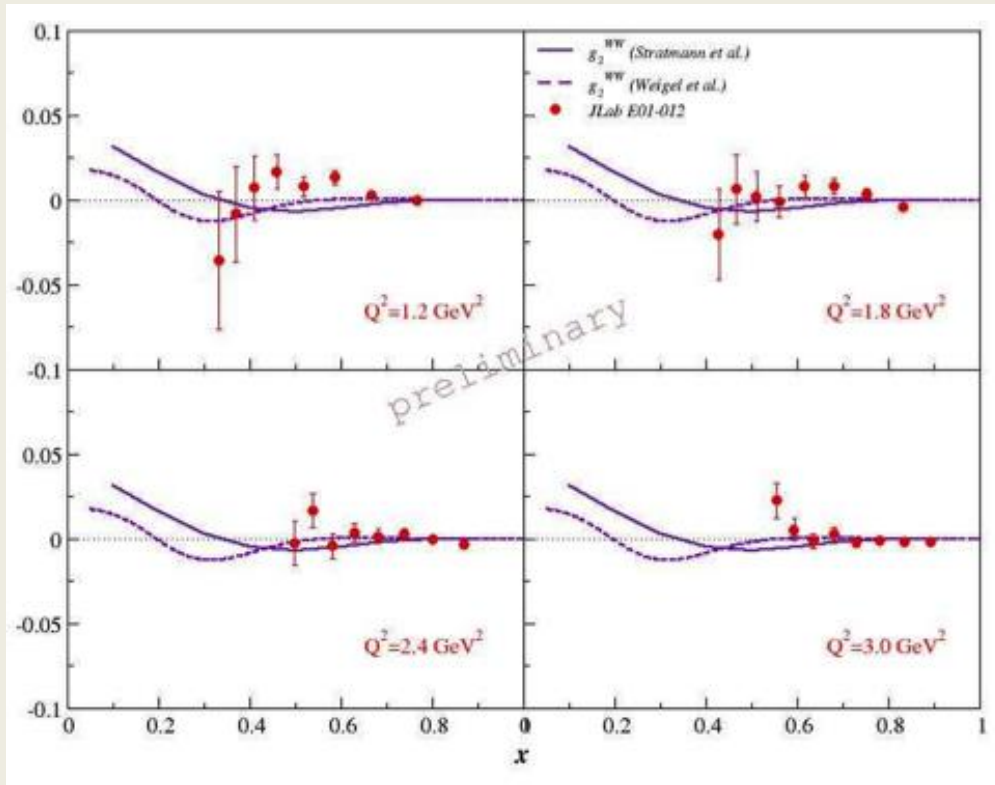 0.1
0.05
0
-0.05
-0.1
g₂ᵂᵂ (Stratmann et al.)
g₂ᵂᵂ (Weigel et al.)
JLab E01-012
Q²=1.2 GeV²
Q²=1.8 GeV²
preliminary
0.05
0
-0.05
-0.1
Q²=2.4 GeV²
Q²=3.0 GeV²
0 0.2 0.4 0.6 0.8 0 0.2 0.4 0.6 0.8 1
x